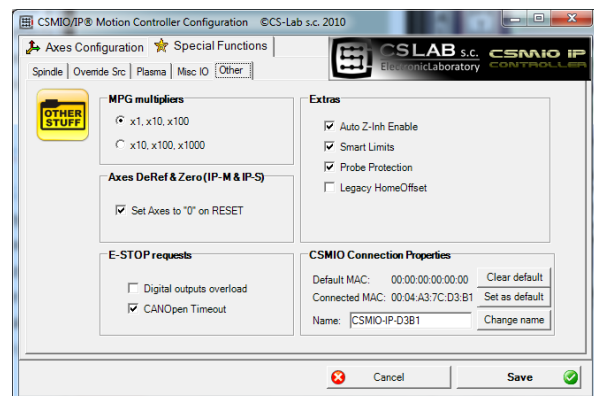 CSMIO/IP® Motion Controller Configuration ©CS-Lab s.c. 2010
Axes Configuration Special Functions
CSLAB s.c.
ElectronicLaboratory
CSMIO IP
CONTROLLER
Spindle Override Src Plasma Misc IO Other
OTHER
STUFF
MPG multipliers
x1, x10, x100
x10, x100, x1000
Axes DeRef & Zero (IP-M & IP-S)
Set Axes to "0" on RESET
E-STOP requests
Digital outputs overload
CANOpen Timeout
Extras
Auto Z-Inh Enable
Smart Limits
Probe Protection
Legacy HomeOffset
CSMIO Connection Properties
Default MAC: 00:00:00:00:00:00 Clear default
Connected MAC: 00:04:A3:7C:D3:B1 Set as default
Name: CSMIO-IP-D3B1 Change name
Cancel Save